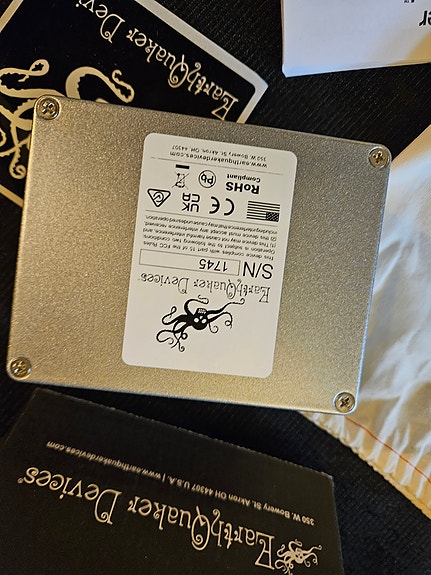 EarthQuaker Devices
EarthQuaker Devices®
S/N 1745
This device complies with part 15 of the FCC Rules
Operation is subject to the following two conditions:
(1) this device may not cause harmful interference, and
(2) this device must accept any interference received,
including interference that may cause undesired operation.
UK
CA
CE
RoHS
Compliant
Pb
www.earthquakerdevices.com
350 W. Bowery St. Akron, OH 44307
EarthQuaker Devices®
350 W. Bowery St. Akron OH 44307 U.S.A. | www.earthquakerdevices.com